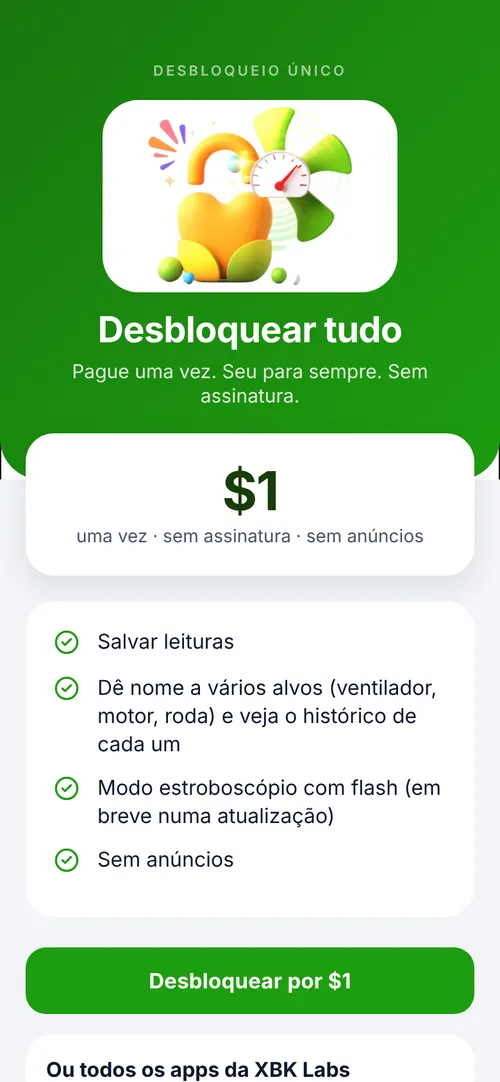 DESBLOQUEIO ÚNICO
Desbloquear tudo
Pague uma vez. Seu para sempre. Sem
assinatura.
$1
uma vez · sem assinatura · sem anúncios
Salvar leituras
Dê nome a vários alvos (ventilador,
motor, roda) e veja o histórico de
cada um
Modo estroboscópio com flash (em
breve numa atualização)
Sem anúncios
Desbloquear por $1
Ou todos os apps da XBK Labs